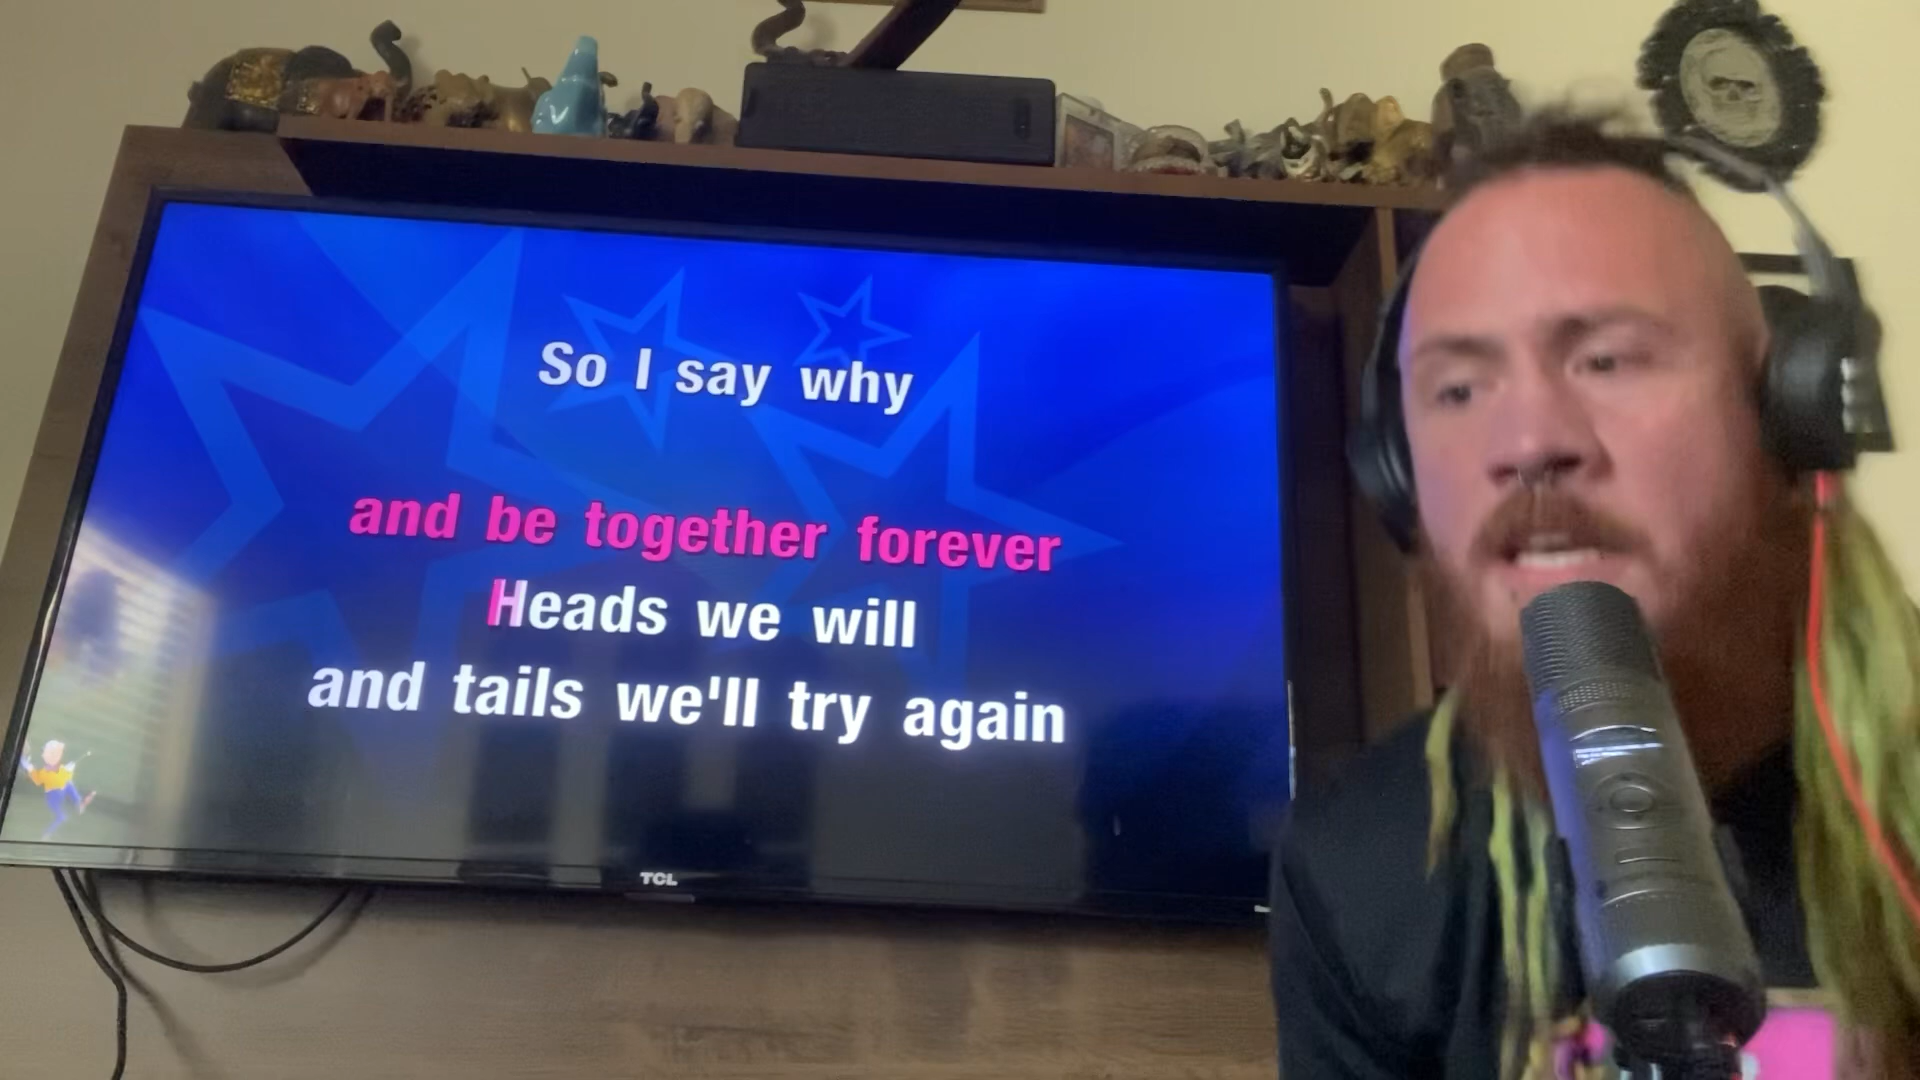 So I say why
and be together forever
Heads we will
and tails we'll try again
TCL